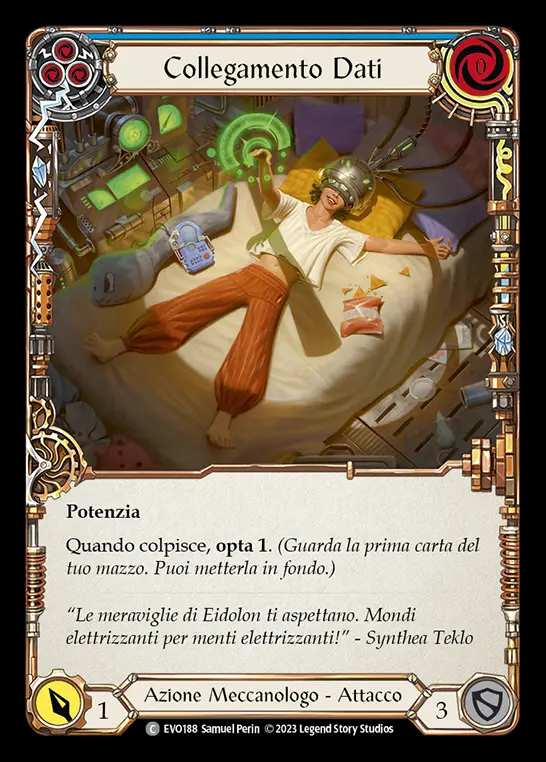 Collegamento Dati
0
Potenzia
Quando colpisce, opta 1. (Guarda la prima carta del
tuo mazzo. Puoi metterla in fondo.)
“Le meraviglie di Eidolon ti aspettano. Mondi
elettrizzanti per menti elettrizzanti!” - Synthea Teklo
1
Azione Meccanologo - Attacco
3
C EVO188 Samuel Perin © 2023 Legend Story Studios